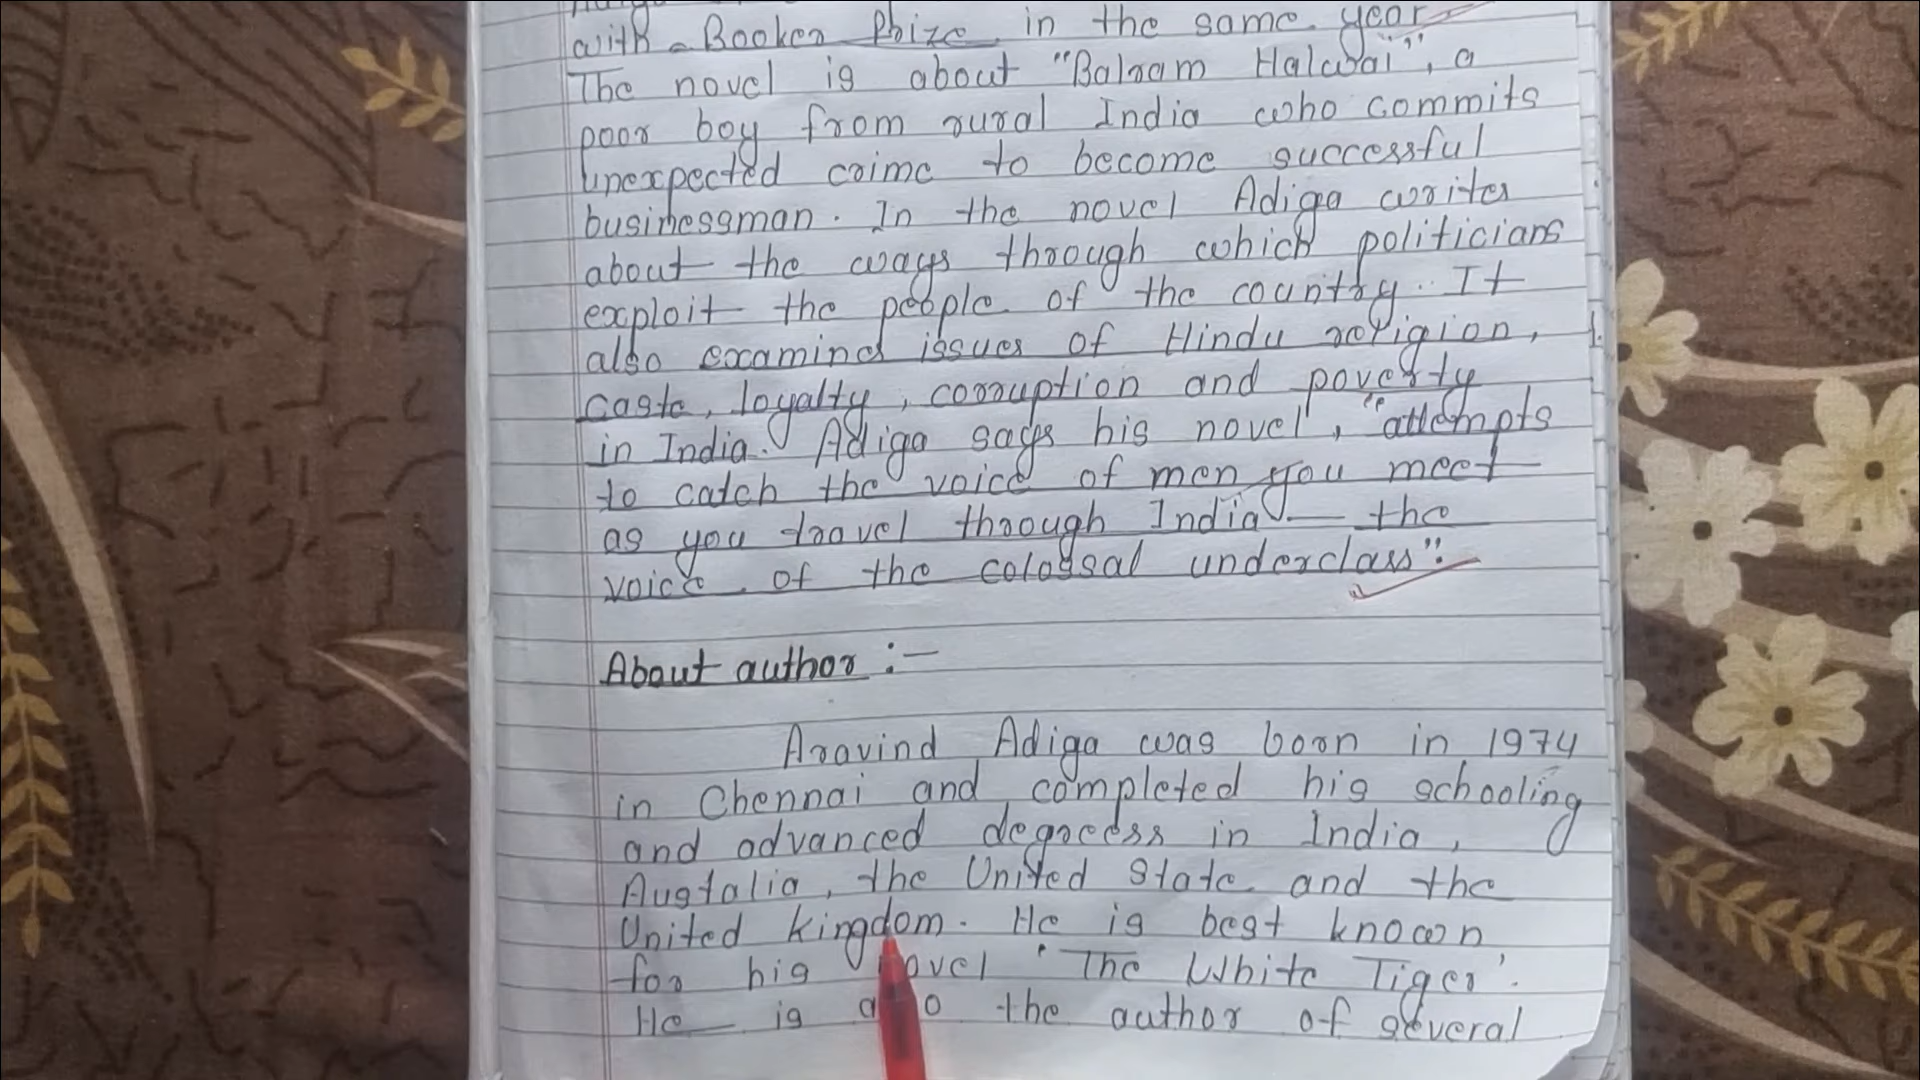 with Booker Prize in the same year
The novel is about "Balram Halwai", a
poor boy from rural India who commits
unexpected crime to become successful
businessman. In the novel Adiga writes
about the ways through which politicians
exploit the people of the country. It
also examines issues of Hindu religion,
caste, loyalty, corruption and poverty
in India. Adiga says his novel, "attempts
to catch the voice of men you meet
as you travel through India — the
voice of the colossal underclass".
About author :-
Aravind Adiga was born in 1974
in Chennai and completed his schooling
and advanced degreess in India,
Austalia, the United State and the
United kingdom. He is best known
for his novel 'The White Tiger'.
He is also the author of several